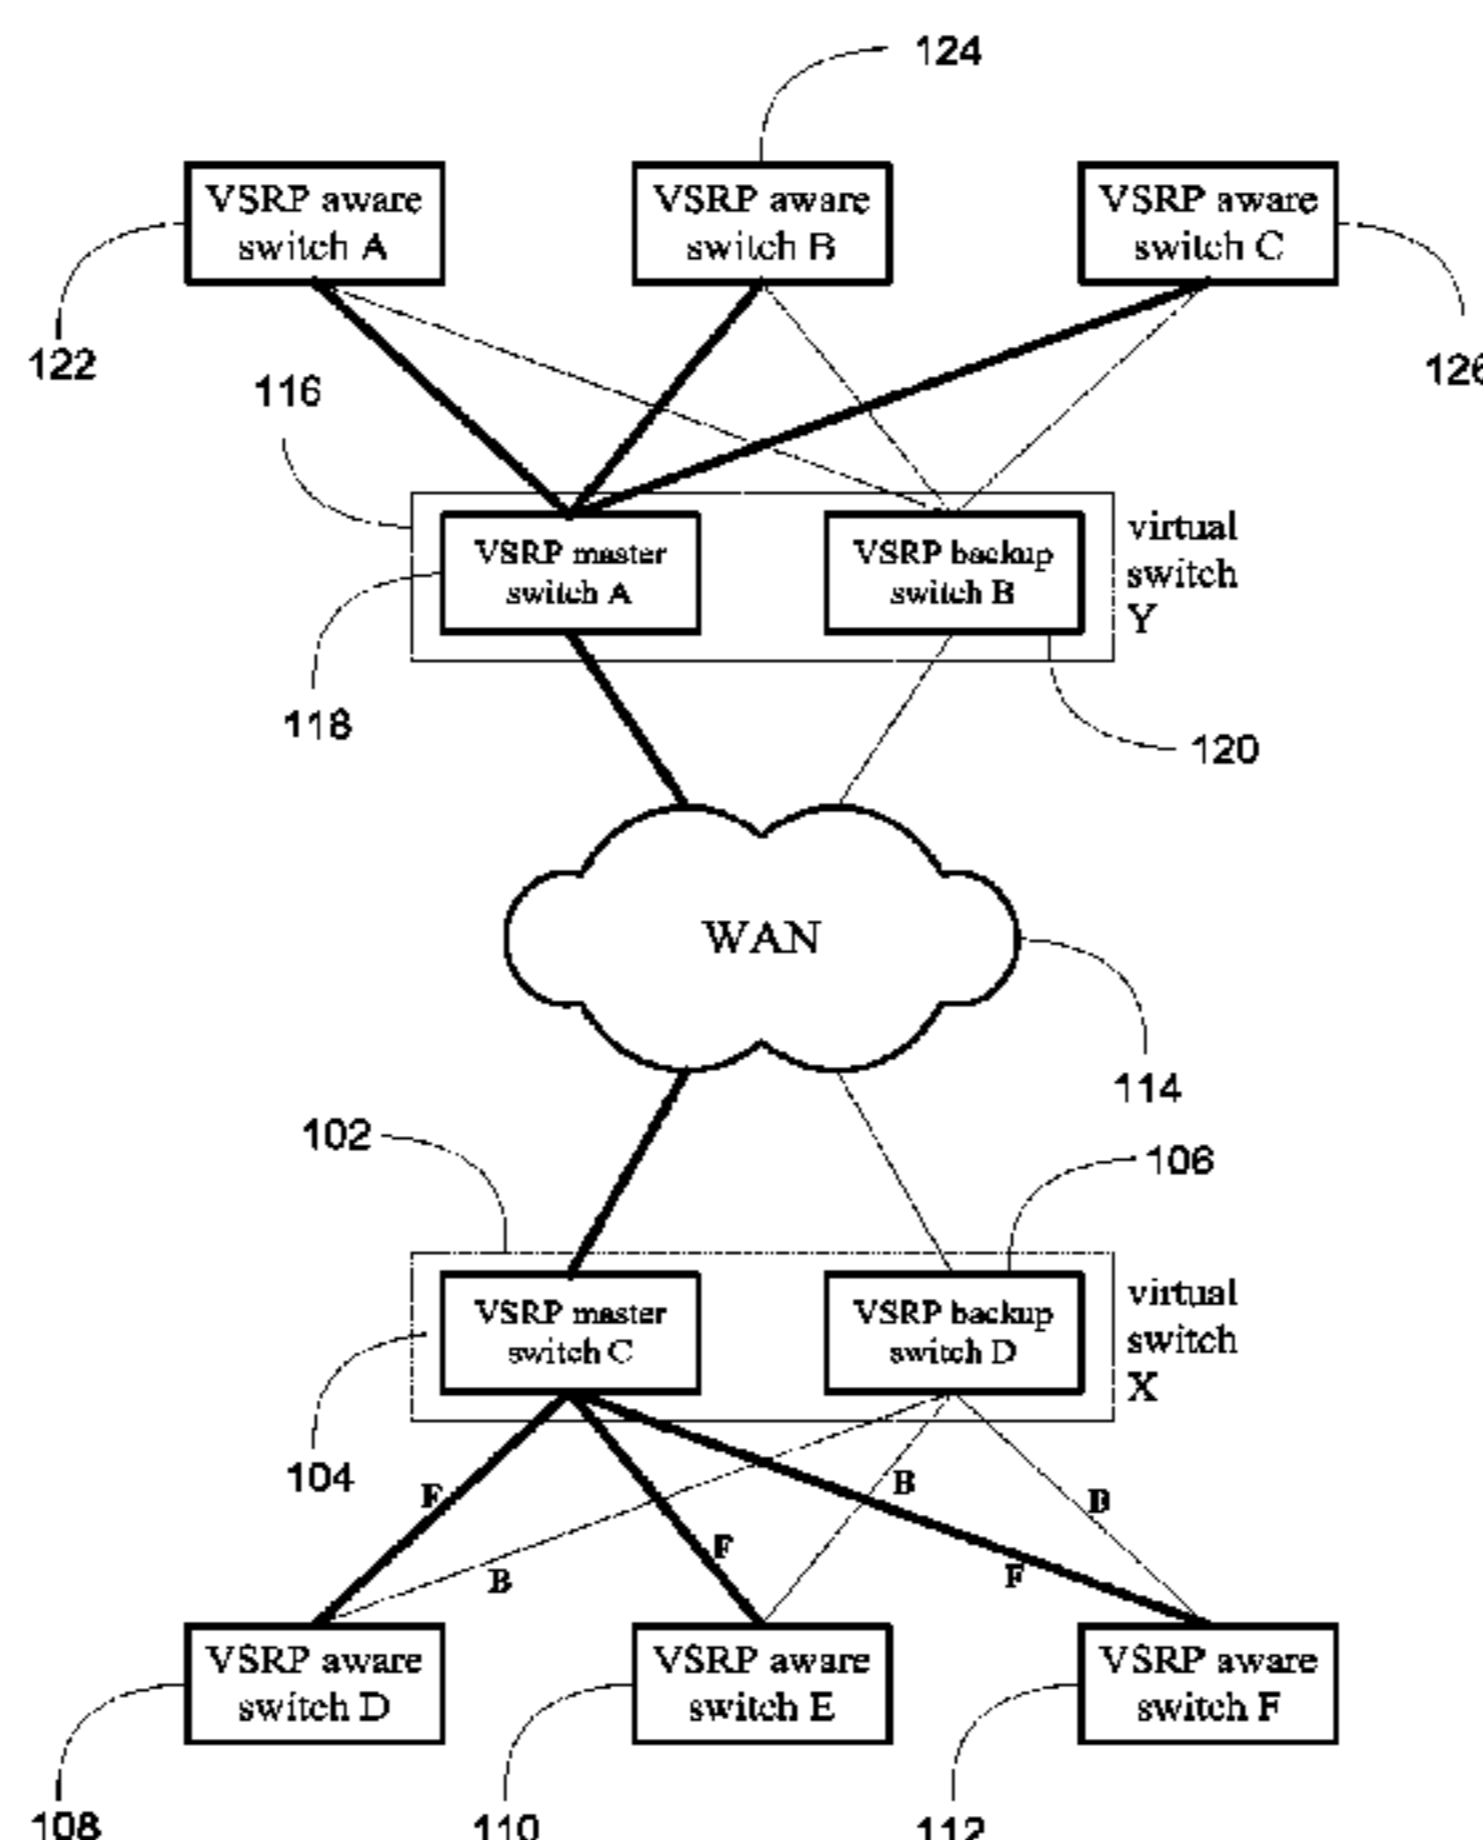 124
VSRP aware
switch A
VSRP aware
switch B
VSRP aware
switch C
122
126
116
VSRP master
switch A
VSRP backup
switch B
virtual
switch
Y
118
120
WAN
114
102
106
VSRP master
switch C
VSRP backup
switch D
virtual
switch
X
104
F
B
B
F
B
F
VSRP aware
switch D
VSRP aware
switch E
VSRP aware
switch F
108
110
112